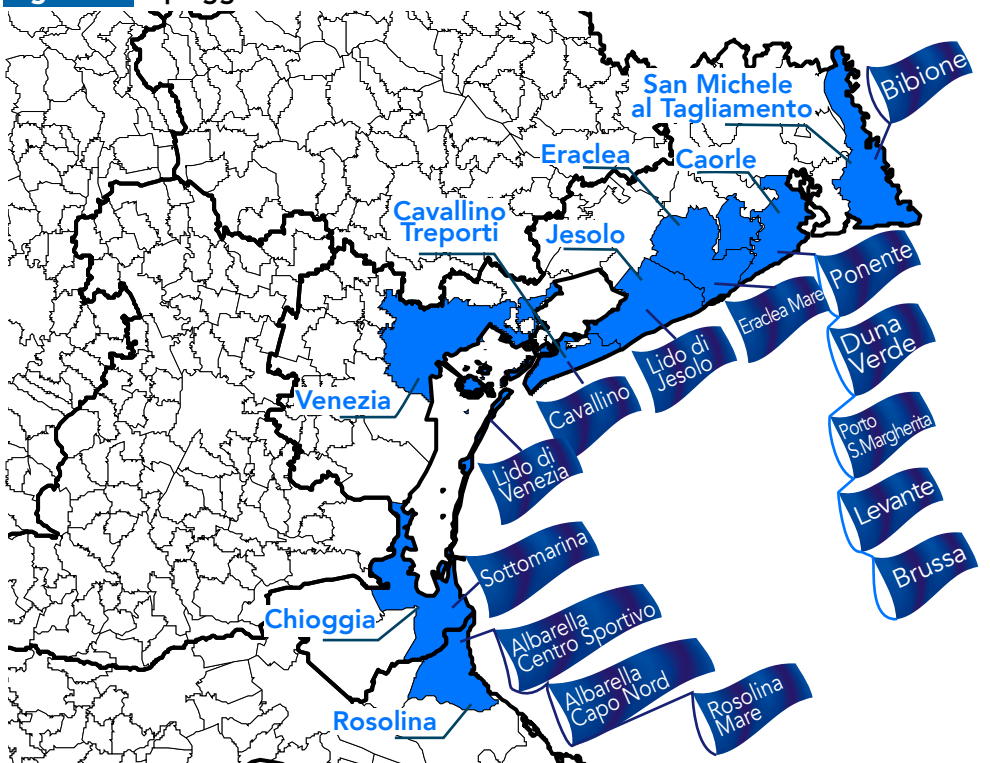 Bibione
San Michele
al Tagliamento
Eraclea
Caorle
Cavallino
Treporti
Jesolo
Ponente
Eraclea Mare
Duna
Verde
Lido di
Jesolo
Venezia
Cavallino
Porto
S.Margherita
Lido di
Venezia
Levante
Sottomarina
Brussa
Chioggia
Albarella
Centro Sportivo
Albarella
Capo Nord
Rosolina
Mare
Rosolina